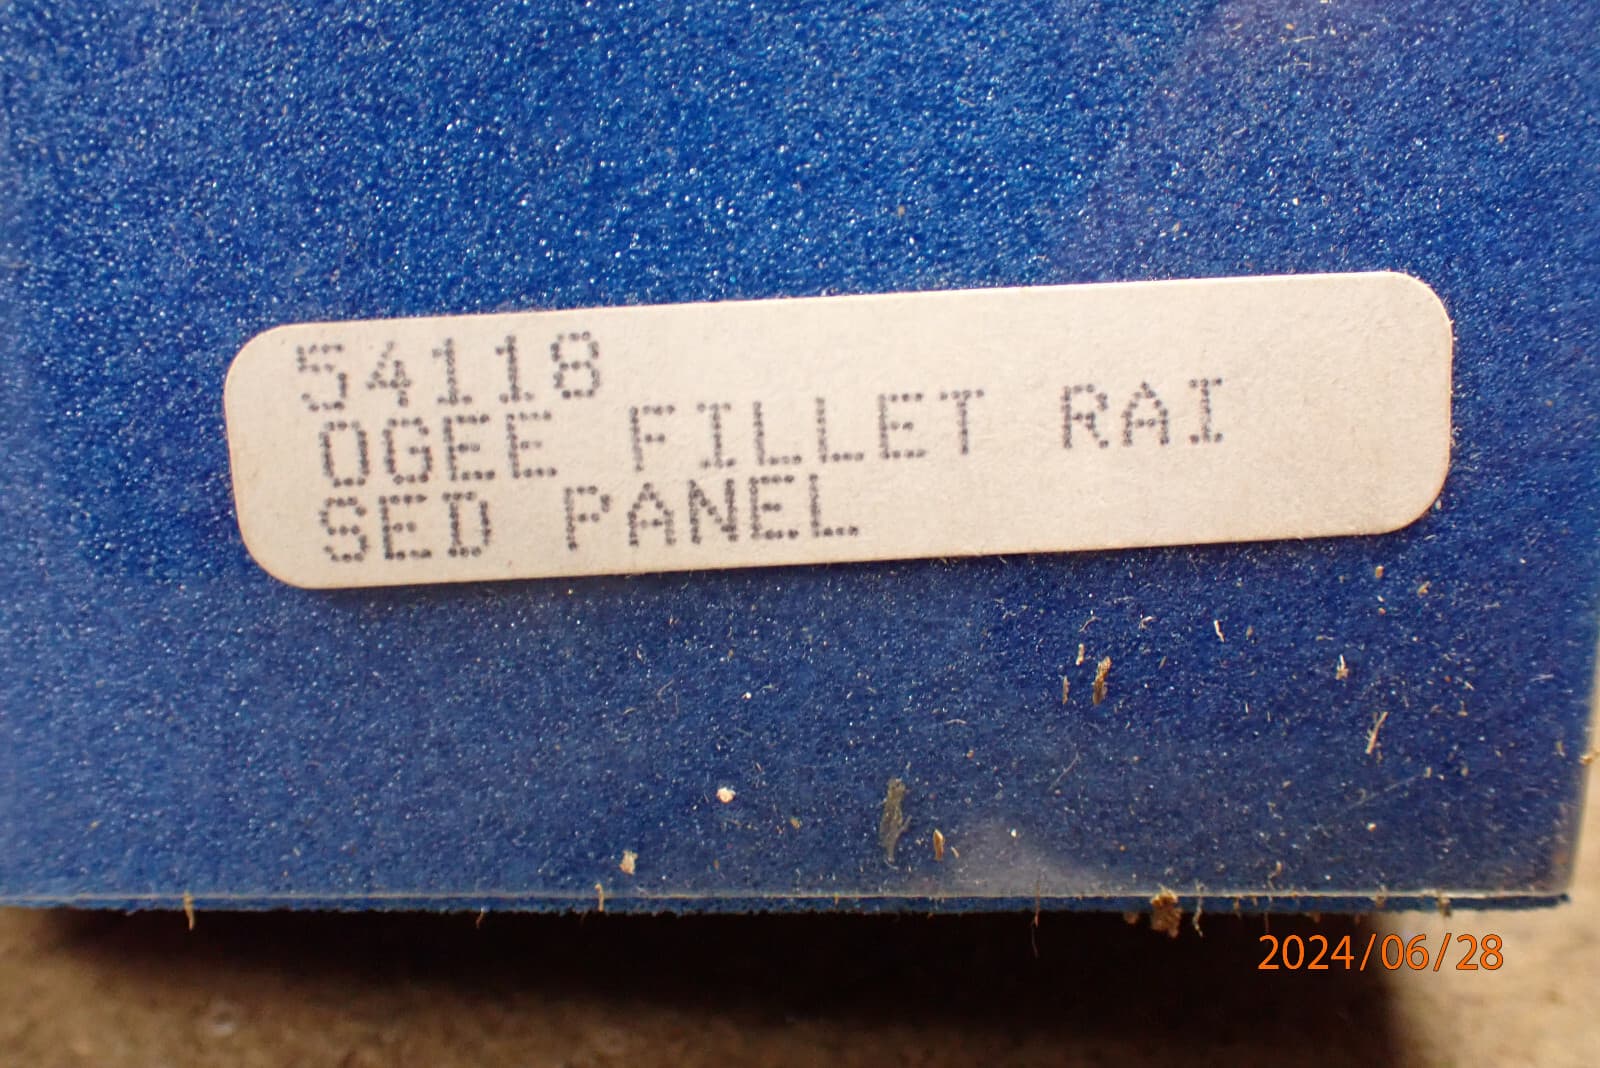 54118
OGEE FILLET RAI
SED PANEL
2024/06/28